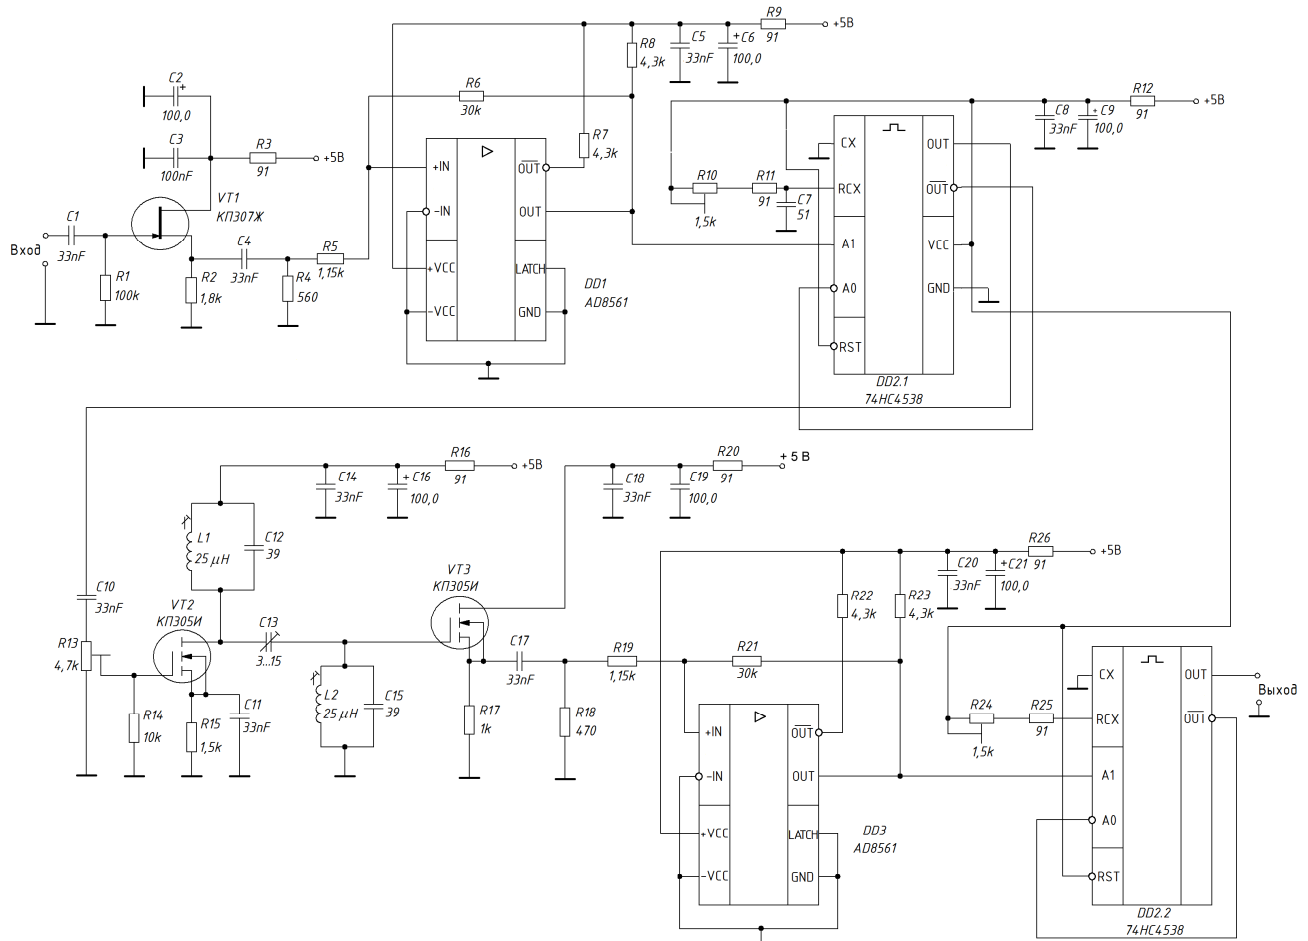 R9
+5В
91
R8
4,3k
C5
33nF
+C6
100,0
R6
30k
C2
+
100,0
C3
100nF
R3
91
+5В
R7
4,3k
R12
91
+5В
C8
33nF
+C9
100,0
VT1
КП307Ж
C1
33nF
Вход
R1
100k
R2
1,8k
C4
33nF
R4
560
R5
1,15k
+IN
-IN
+VCC
-VCC
OUT
OUT
LATCH
GND
DD1
AD8561
R10
1,5k
R11
91
C7
51
CX
RCX
A1
A0
RST
OUT
OUT
VCC
GND
DD2.1
74HC4538
R16
91
+5В
C14
33nF
+C16
100,0
R20
91
+ 5 В
C18
33nF
C19
100,0
L1
25 μH
C12
39
C10
33nF
R13
4,7k
VT2
КП305И
R14
10k
R15
1,5k
C11
33nF
C13
3...15
L2
25 μH
C15
39
VT3
КП305И
C17
33nF
R17
1k
R18
470
R19
1,15k
R21
30k
R22
4,3k
R23
4,3k
R26
91
+5В
C20
33nF
+C21
100,0
+IN
-IN
+VCC
-VCC
OUT
OUT
LATCH
GND
DD3
AD8561
R24
1,5k
R25
91
CX
RCX
A1
A0
RST
OUT
OUT
Выход
DD2.2
74HC4538